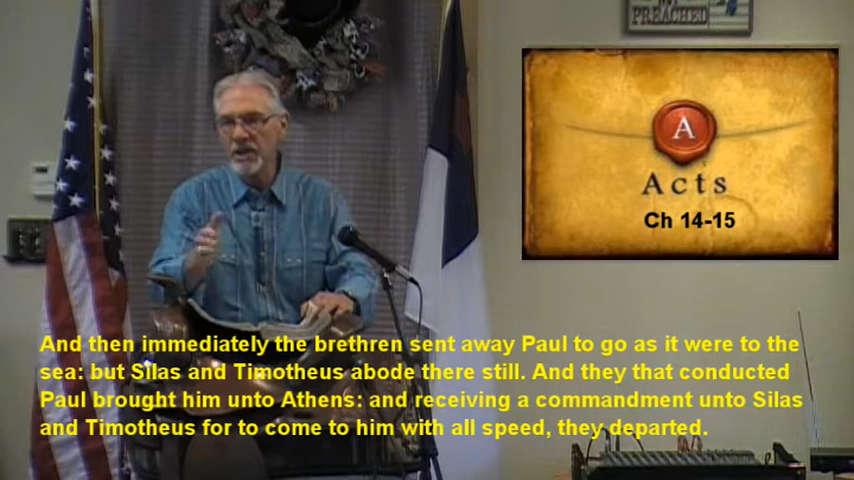 PREACHED
A
Acts
Ch 14-15
And then immediately the brethren sent away Paul to go as it were to the
sea: but Silas and Timotheus abode there still. And they that conducted
Paul brought him unto Athens: and receiving a commandment unto Silas
and Timotheus for to come to him with all speed, they departed.